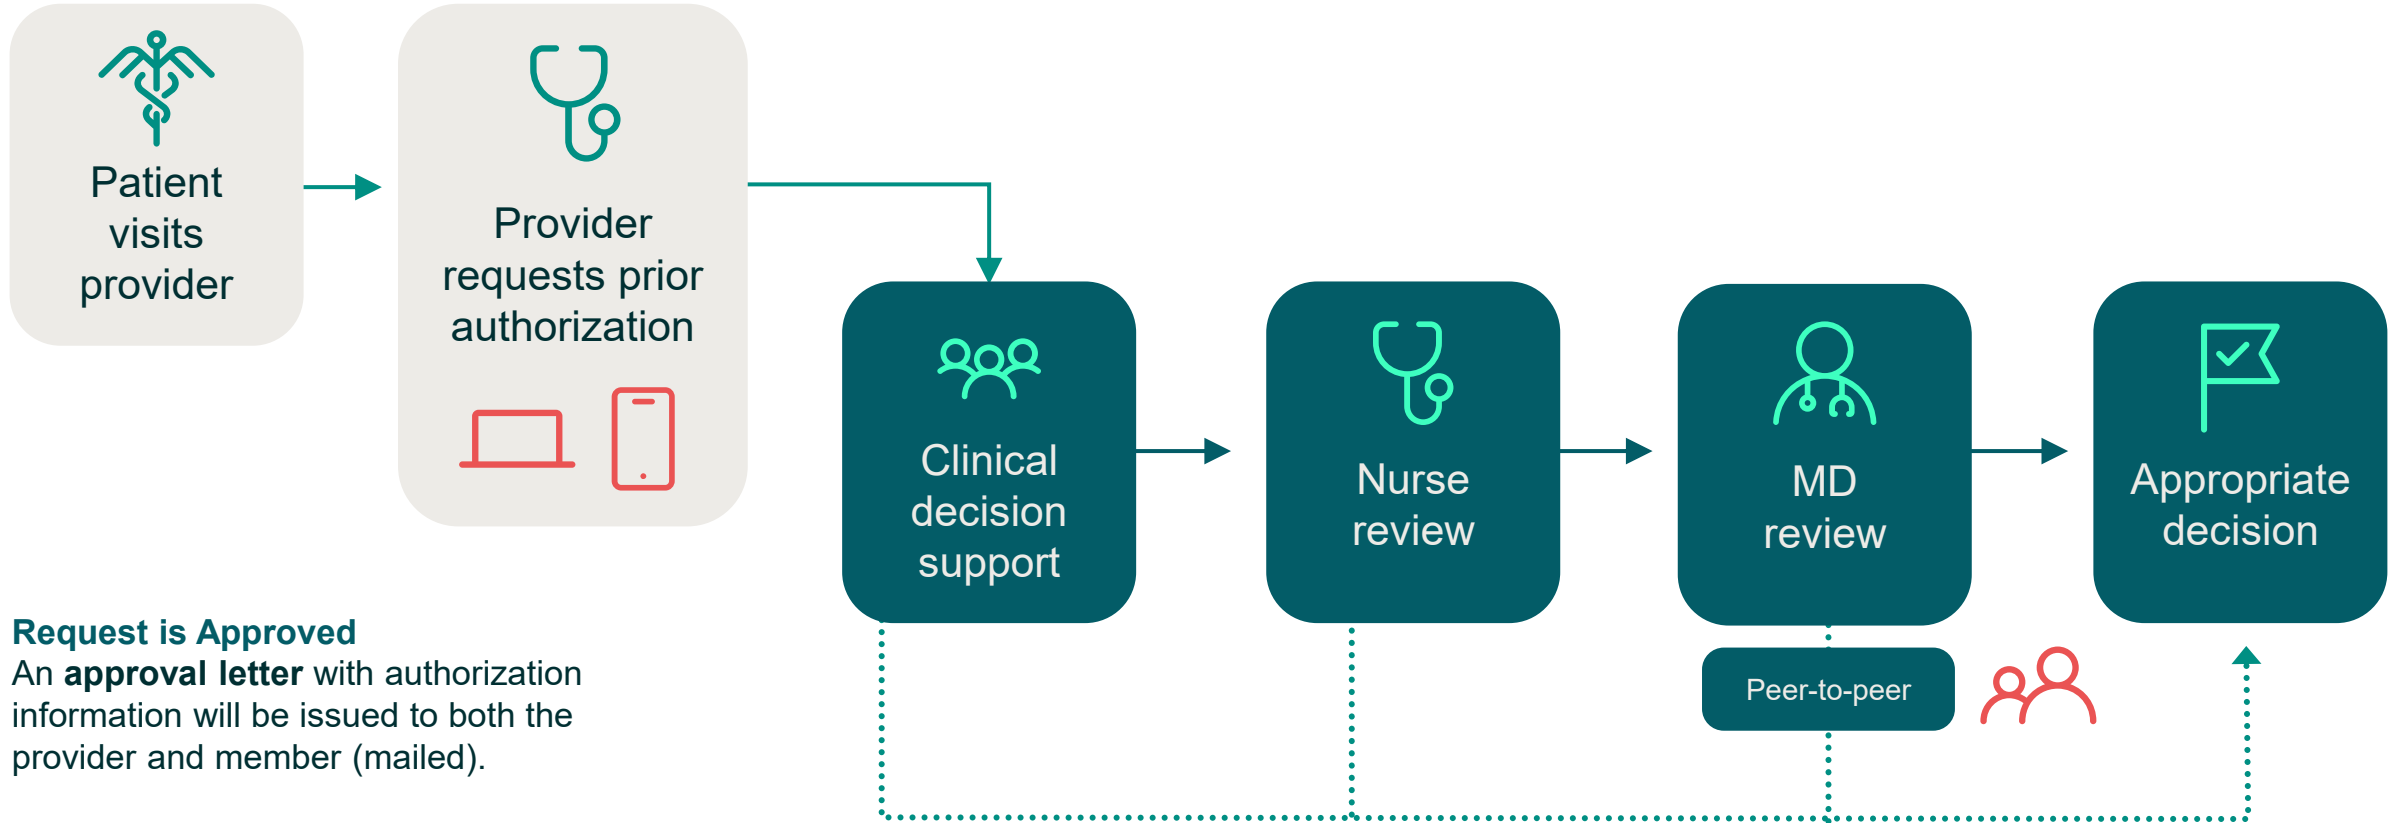 Patient
visits
provider
Provider
requests prior
authorization
Clinical
decision
support
Nurse
review
MD
review
Appropriate
decision
Peer-to-peer
Request is Approved
An approval letter with authorization
information will be issued to both the
provider and member (mailed).